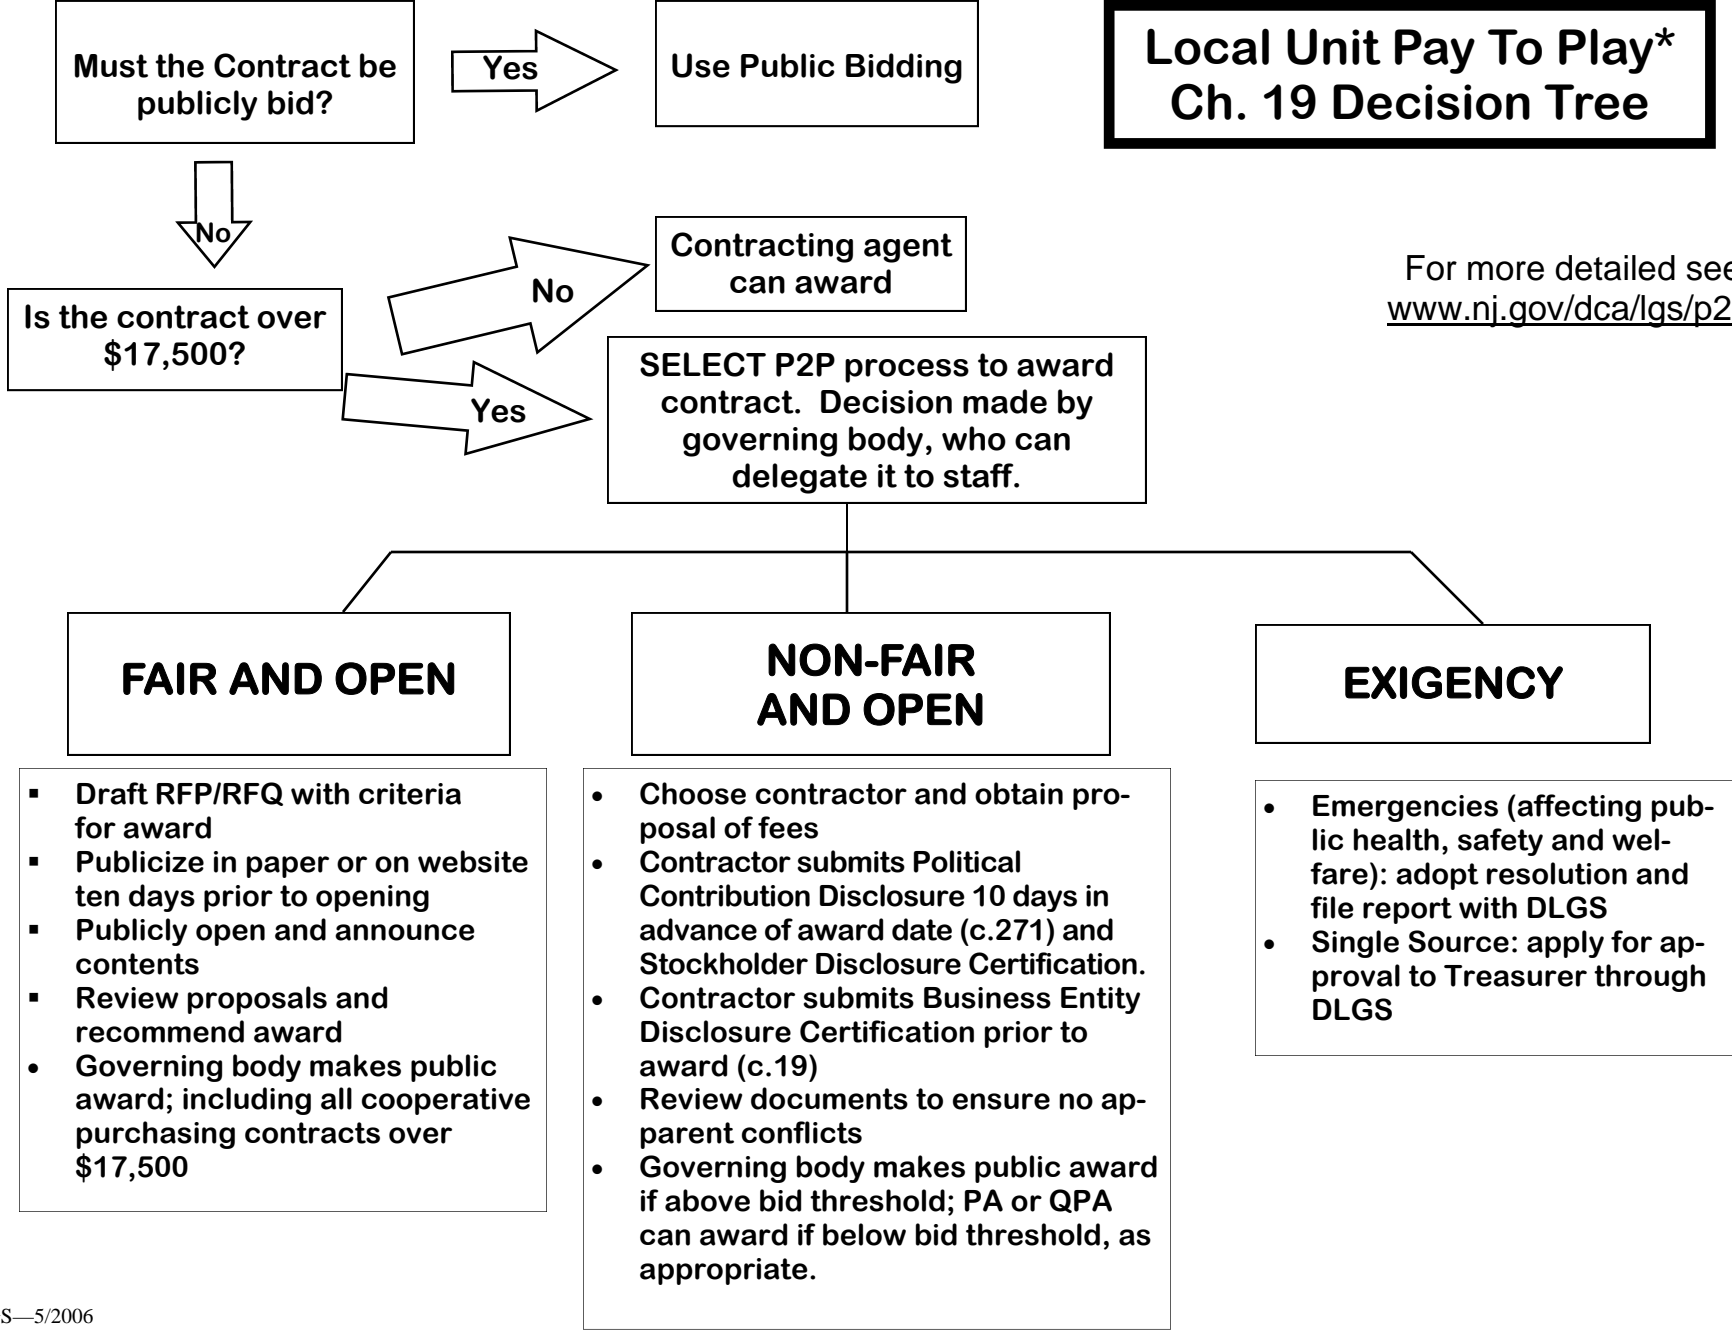 Must the Contract be
publicly bid?
Yes
Use Public Bidding
Local Unit Pay To Play*
Ch. 19 Decision Tree
No
Is the contract over
$17,500?
No
Contracting agent
can award
For more detailed see
www.nj.gov/dca/lgs/p2
Yes
SELECT P2P process to award
contract.  Decision made by
governing body, who can
delegate it to staff.
FAIR AND OPEN
▪ Draft RFP/RFQ with criteria
for award
▪ Publicize in paper or on website
ten days prior to opening
▪ Publicly open and announce
contents
▪ Review proposals and
recommend award
• Governing body makes public
award; including all cooperative
purchasing contracts over
$17,500
NON-FAIR
AND OPEN
• Choose contractor and obtain pro-
posal of fees
• Contractor submits Political
Contribution Disclosure 10 days in
advance of award date (c.271) and
Stockholder Disclosure Certification.
• Contractor submits Business Entity
Disclosure Certification prior to
award (c.19)
• Review documents to ensure no ap-
parent conflicts
• Governing body makes public award
if above bid threshold; PA or QPA
can award if below bid threshold, as
appropriate.
EXIGENCY
• Emergencies (affecting pub-
lic health, safety and wel-
fare): adopt resolution and
file report with DLGS
• Single Source: apply for ap-
proval to Treasurer through
DLGS
S—5/2006